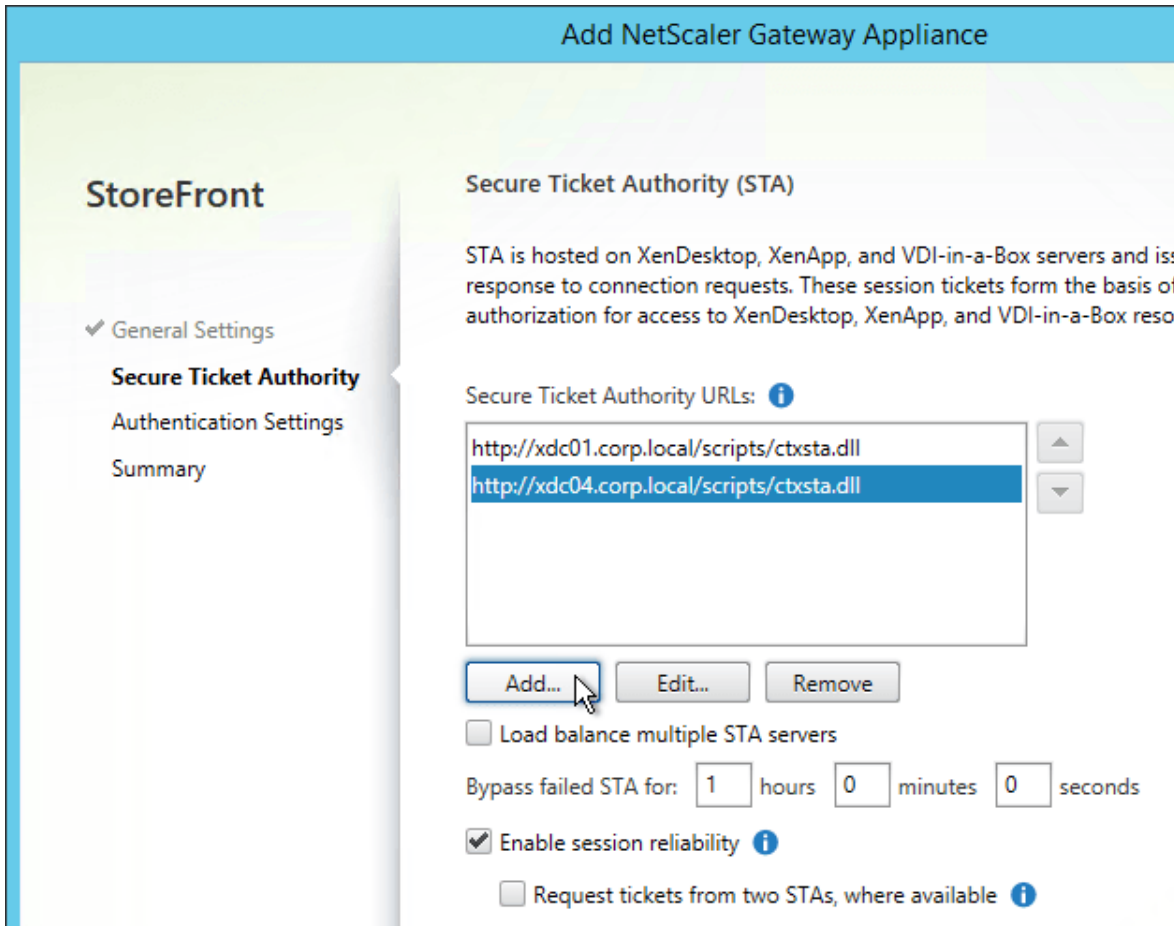 Add NetScaler Gateway Appliance
StoreFront
General Settings
Secure Ticket Authority
Authentication Settings
Summary
Secure Ticket Authority (STA)
STA is hosted on XenDesktop, XenApp, and VDI-in-a-Box servers and
response to connection requests. These session tickets form the basis
authorization for access to XenDesktop, XenApp, and VDI-in-a-Box
Secure Ticket Authority URLs:
http://xdc01.corp.local/scripts/ctxsta.dll
http://xdc04.corp.local/scripts/ctxsta.dll
Add... Edit... Remove
Load balance multiple STA servers
Bypass failed STA for: 1 hours 0 minutes 0 seconds
Enable session reliability
Request tickets from two STAs, where available